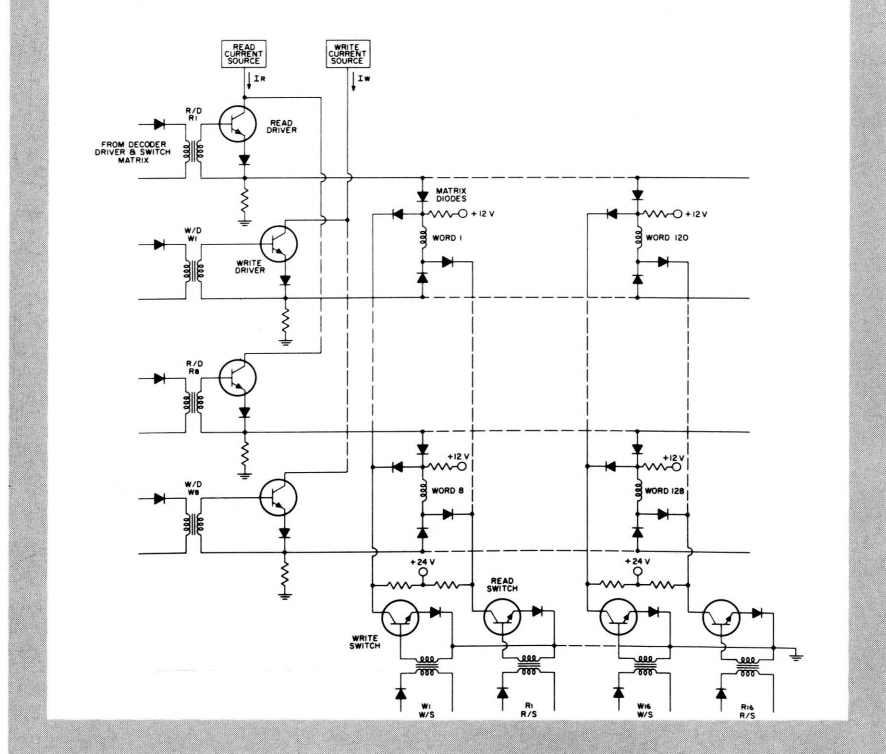 READ
CURRENT
SOURCE
WRITE
CURRENT
SOURCE
IR
IW
R/D
R1
READ
DRIVER
FROM DECODER
DRIVER & SWITCH
MATRIX
MATRIX
DIODES
+12 V
+12 V
W/D
W1
WORD 1
WORD 120
WRITE
DRIVER
R/D
R8
+12 V
+12 V
W/D
W8
WORD 8
WORD 128
+24 V
+24 V
READ
SWITCH
WRITE
SWITCH
W1
W/S
R1
R/S
W16
W/S
R16
R/S